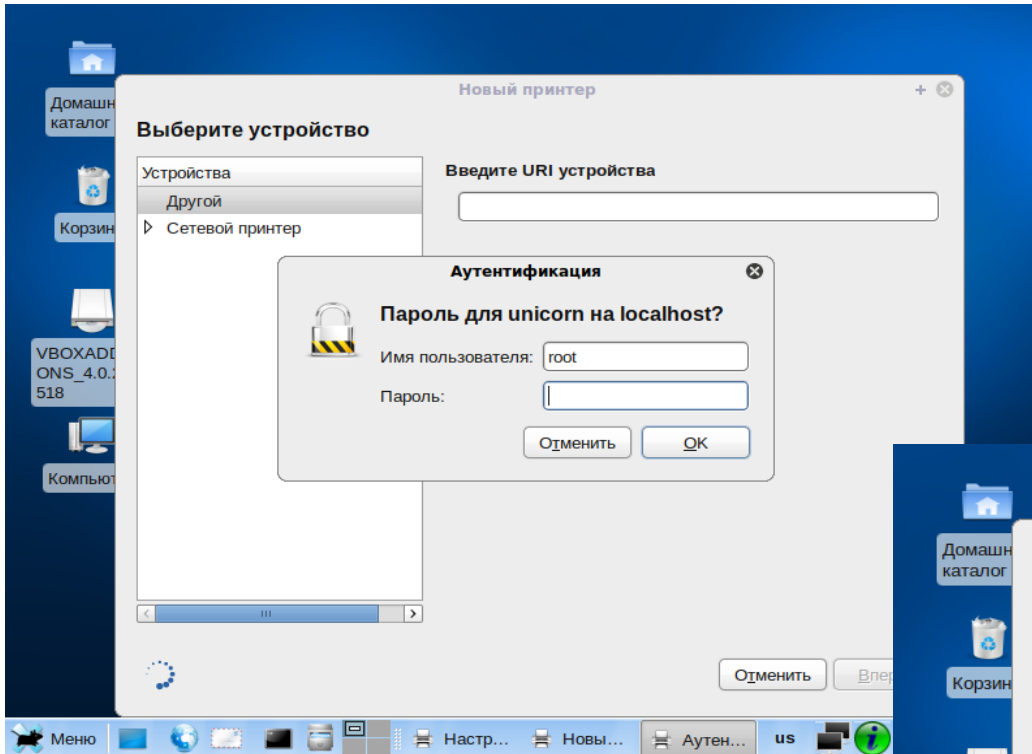 Домашн
каталог
Корзин
VBOXADD
ONS_4.0.
518
Компьют
Новый принтер
Выберите устройство
Устройства
Другой
Сетевой принтер
Введите URI устройства
Аутентификация
Пароль для unicorn на localhost?
Имя пользователя: root
Пароль:
Отменить
OK
Отменить
Впер
Меню
Настр...
Новы...
Аутен...
us
Домашн
каталог
Корзин